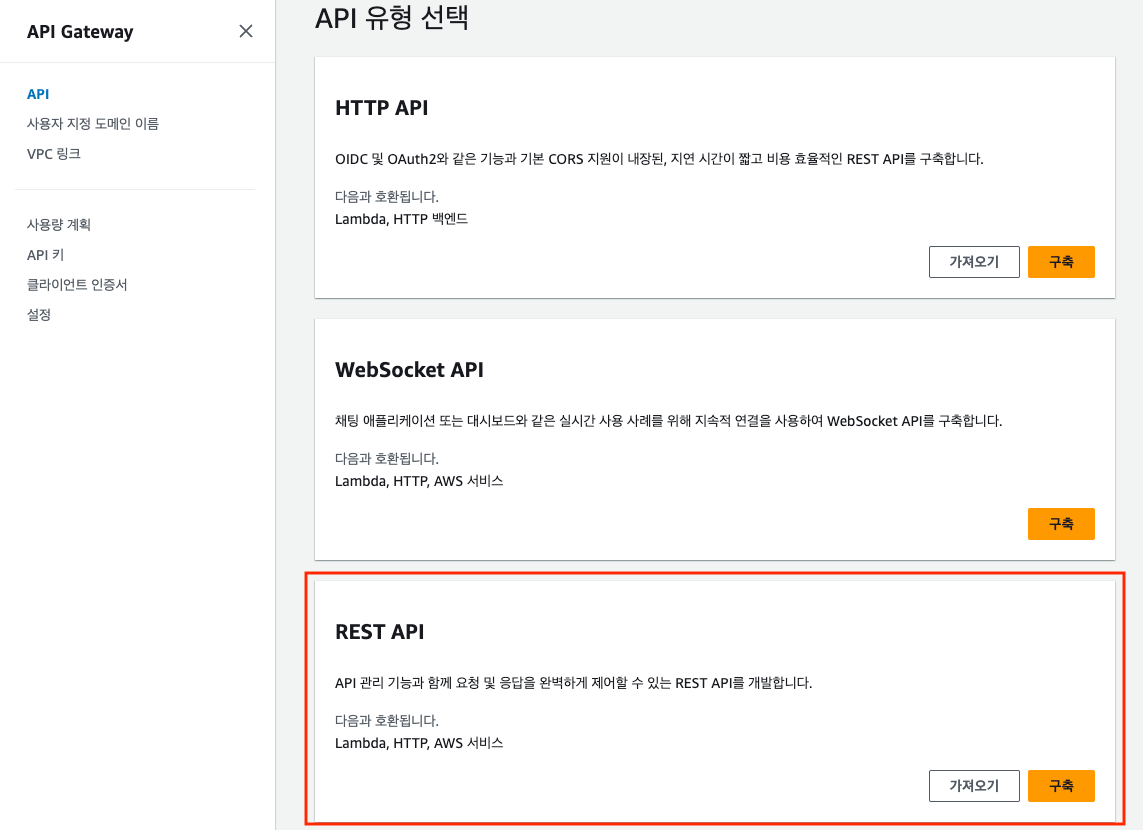 API Gateway
API
사용자 지정 도메인 이름
VPC 링크
사용량 계획
API 키
클라이언트 인증서
설정
API 유형 선택
HTTP API
OIDC 및 OAuth2와 같은 기능과 기본 CORS 지원이 내장된, 지연 시간이 짧고 비용 효율적인 REST API를 구축합니다.
다음과 호환됩니다.
Lambda, HTTP 백엔드
가져오기
구축
WebSocket API
채팅 애플리케이션 또는 대시보드와 같은 실시간 사용 사례를 위해 지속적 연결을 사용하여 WebSocket API를 구축합니다.
다음과 호환됩니다.
Lambda, HTTP, AWS 서비스
구축
REST API
API 관리 기능과 함께 요청 및 응답을 완벽하게 제어할 수 있는 REST API를 개발합니다.
다음과 호환됩니다.
Lambda, HTTP, AWS 서비스
가져오기
구축